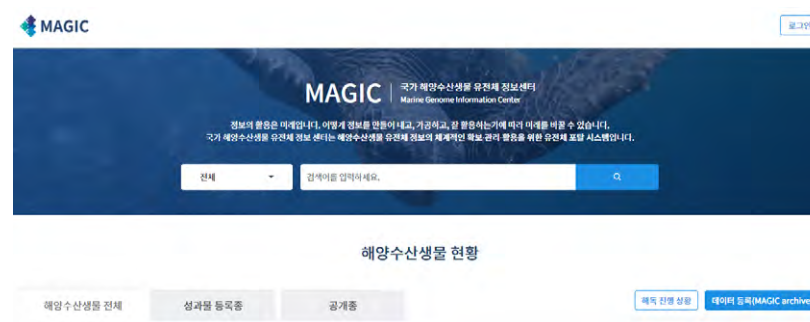 MAGIC
로그인
MAGIC
국가 해양수산생물 유전체 정보센터
Marine Genome Information Center
정보의 활용은 미래입니다. 어떻게 정보를 만들어 내고, 가공하고, 잘 활용하는가에 따라 미래를 바꿀 수 있습니다.
국가 해양수산생물 유전체 정보 센터는 해양수산생물 유전체 정보의 체계적인 확보·관리·활용을 위한 유전체 포탈 시스템입니다.
전체
검색어를 입력하세요.
해양수산생물 현황
해양수산생물 전체
성과물 등록종
공개종
해독 진행 상황
데이터 등록(MAGIC archive